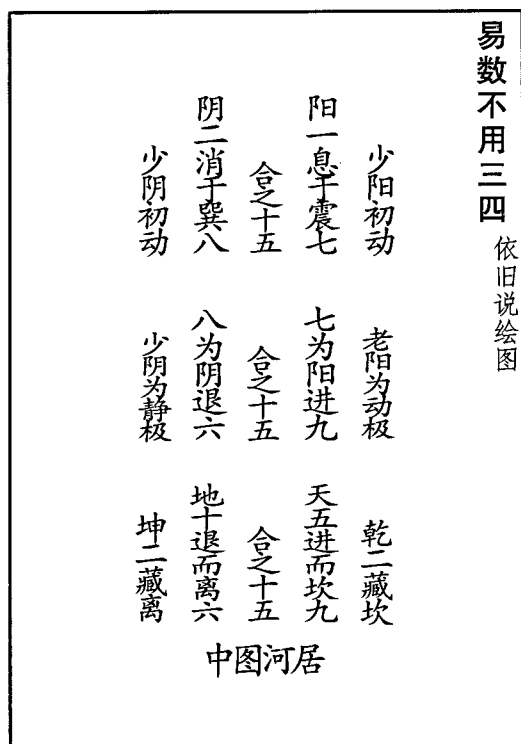 易数不用三四
依旧说绘图
少阳初动
阳一息于震七
合之十五
阴二消于巽八
少阴初动
老阳为动极
七为阳进九
合之十五
八为阴退六
少阴为静极
乾二藏坎
天五进而坎九
合之十五
地十退而离六
坤二藏离
居河图中